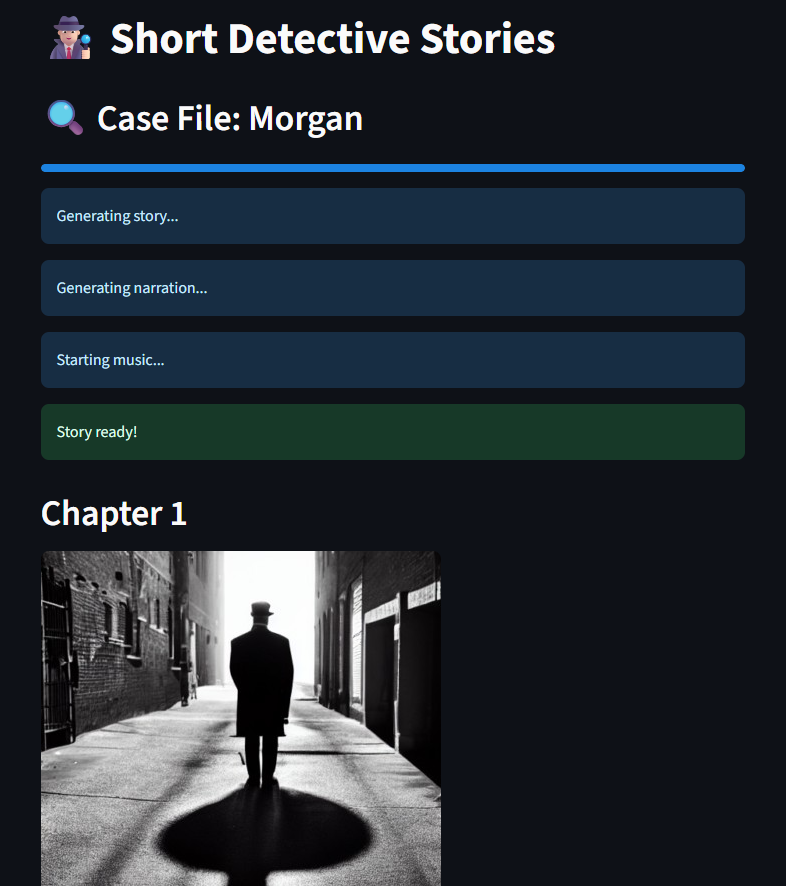 Short Detective Stories
Case File: Morgan
Generating story...
Generating narration...
Starting music...
Story ready!
Chapter 1